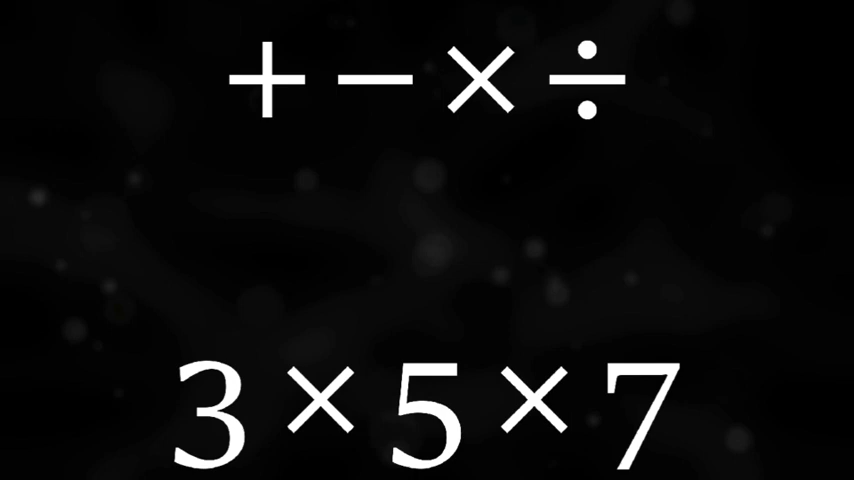 + − × ÷
3 × 5 × 7